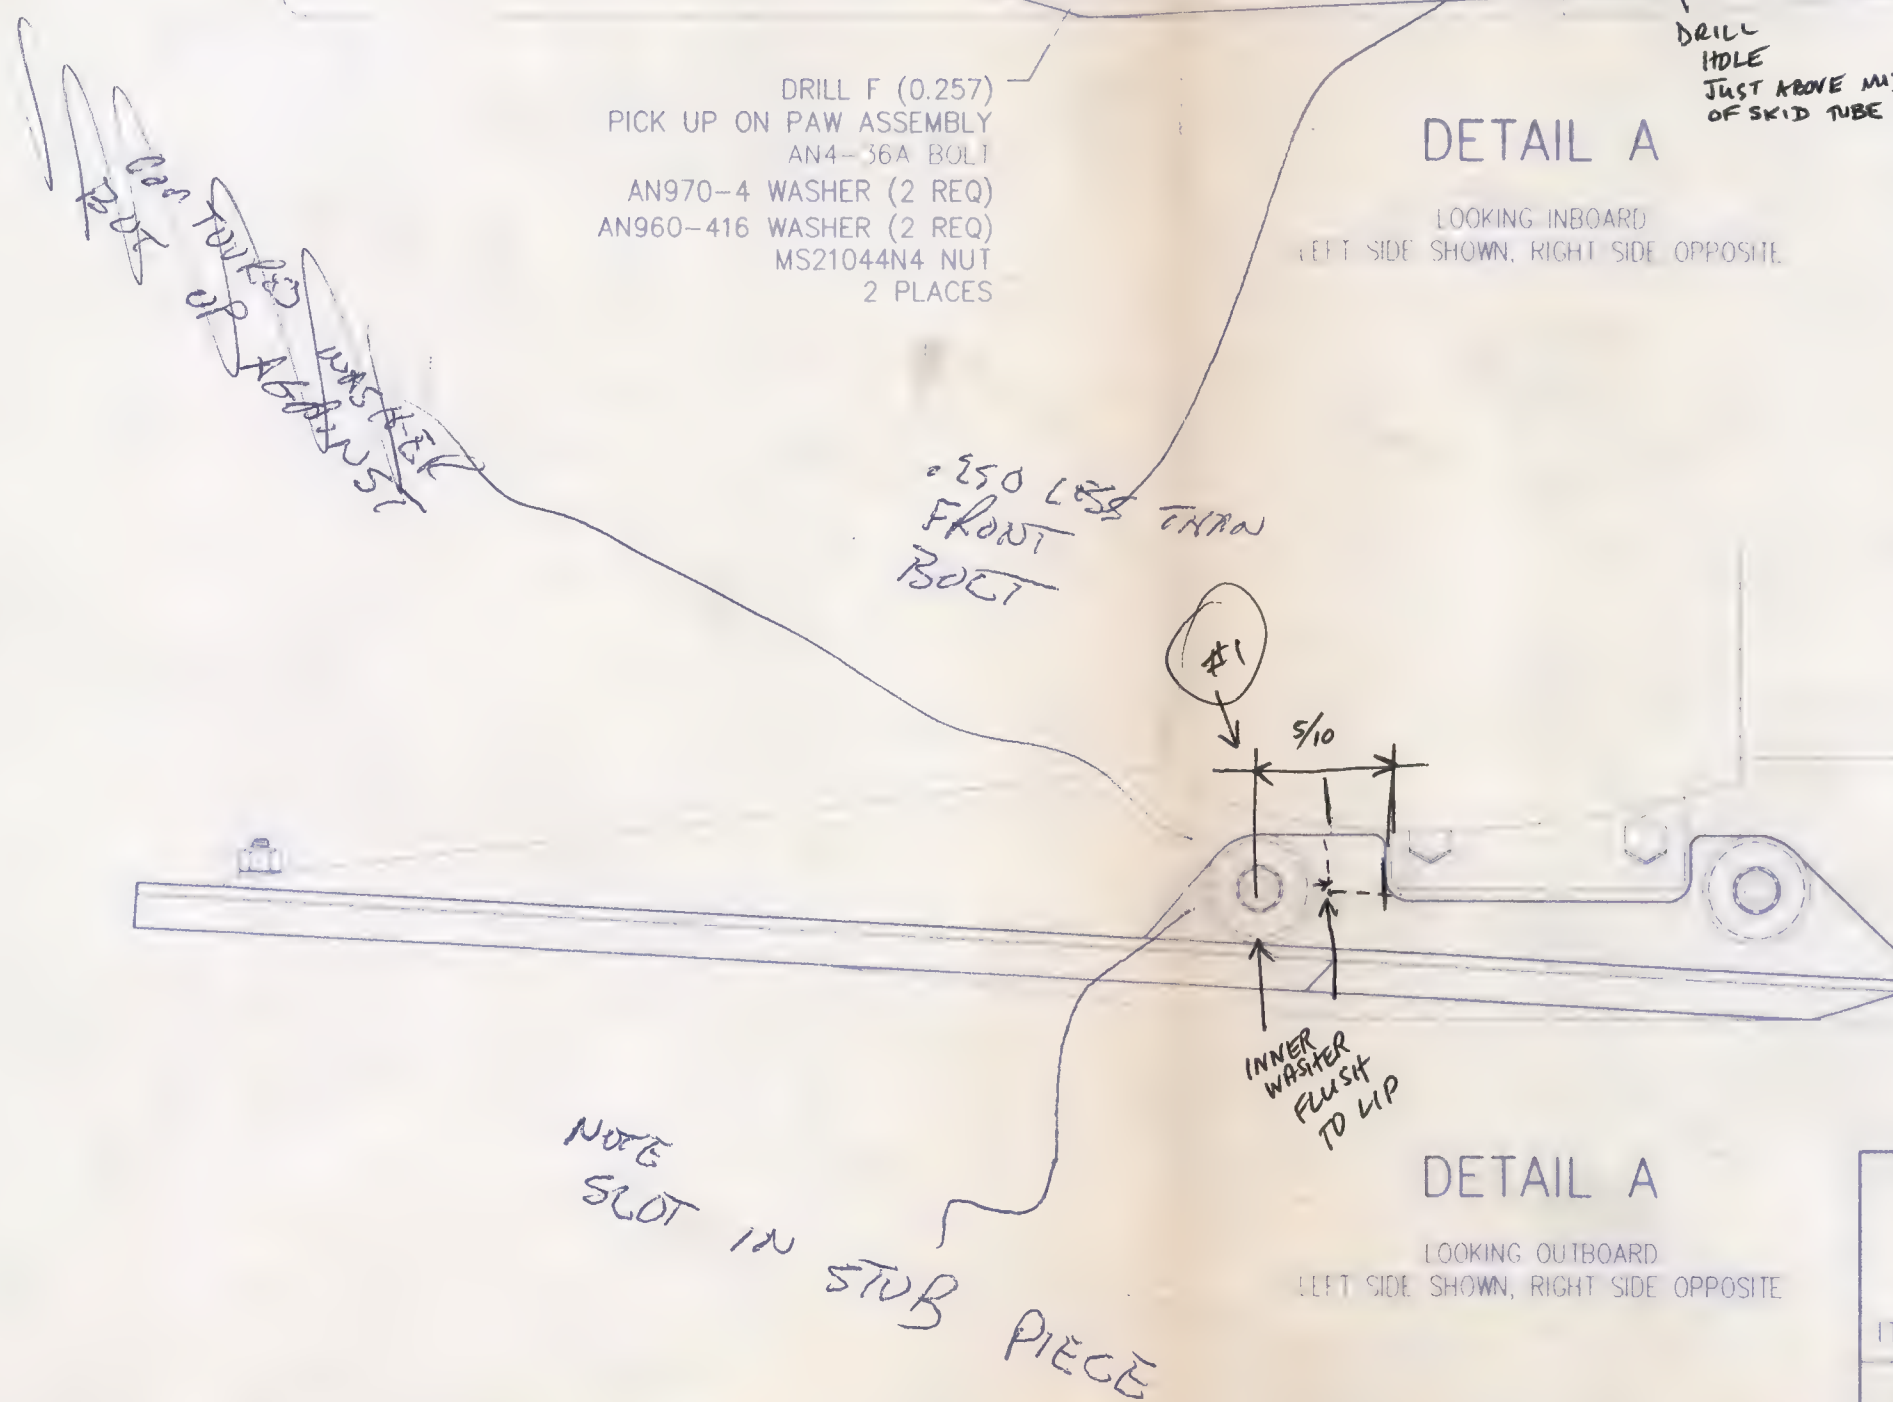 DRILL
HOLE
JUST ABOVE
OF SKID TUBE
DRILL F (0.257)
PICK UP ON PAW ASSEMBLY
AN4-36A BOLT
AN970-4 WASHER (2 REQ)
AN960-416 WASHER (2 REQ)
MS21044N4 NUT
2 PLACES
DETAIL A
LOOKING INBOARD
LEFT SIDE SHOWN, RIGHT SIDE OPPOSITE
WASHER
UP AGAINST
.250 LESS THAN
FRONT
BOLT
#1
5/10
INNER
WASHER
FLUSH
TO LIP
NOTE
SLOT IN STUB PIECE
DETAIL A
LOOKING OUTBOARD
LEFT SIDE SHOWN, RIGHT SIDE OPPOSITE